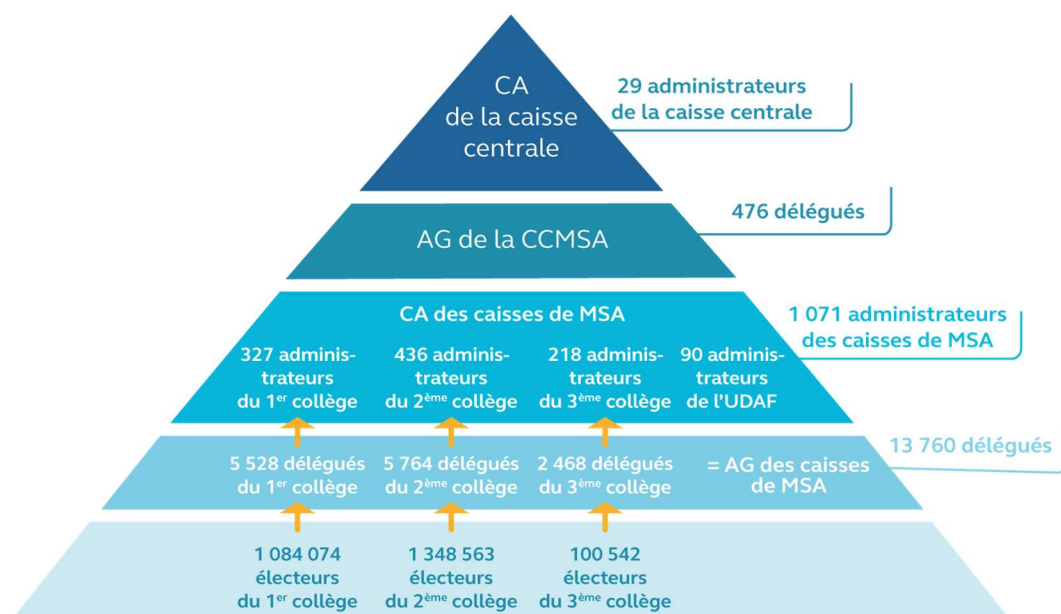 CA
de la caisse
centrale
29 administrateurs
de la caisse centrale
AG de la CCMSA
476 délégués
CA des caisses de MSA
327 adminis-
trateurs
du 1er collège
436 adminis-
trateurs
du 2ème collège
218 adminis-
trateurs
du 3ème collège
90 adminis-
trateurs
de l'UDAF
1 071 administrateurs
des caisses de MSA
5 528 délégués
du 1er collège
5 764 délégués
du 2ème collège
2 468 délégués
du 3ème collège
= AG des caisses
de MSA
13 760 délégués
1 084 074
électeurs
du 1er collège
1 348 563
électeurs
du 2ème collège
100 542
électeurs
du 3ème collège